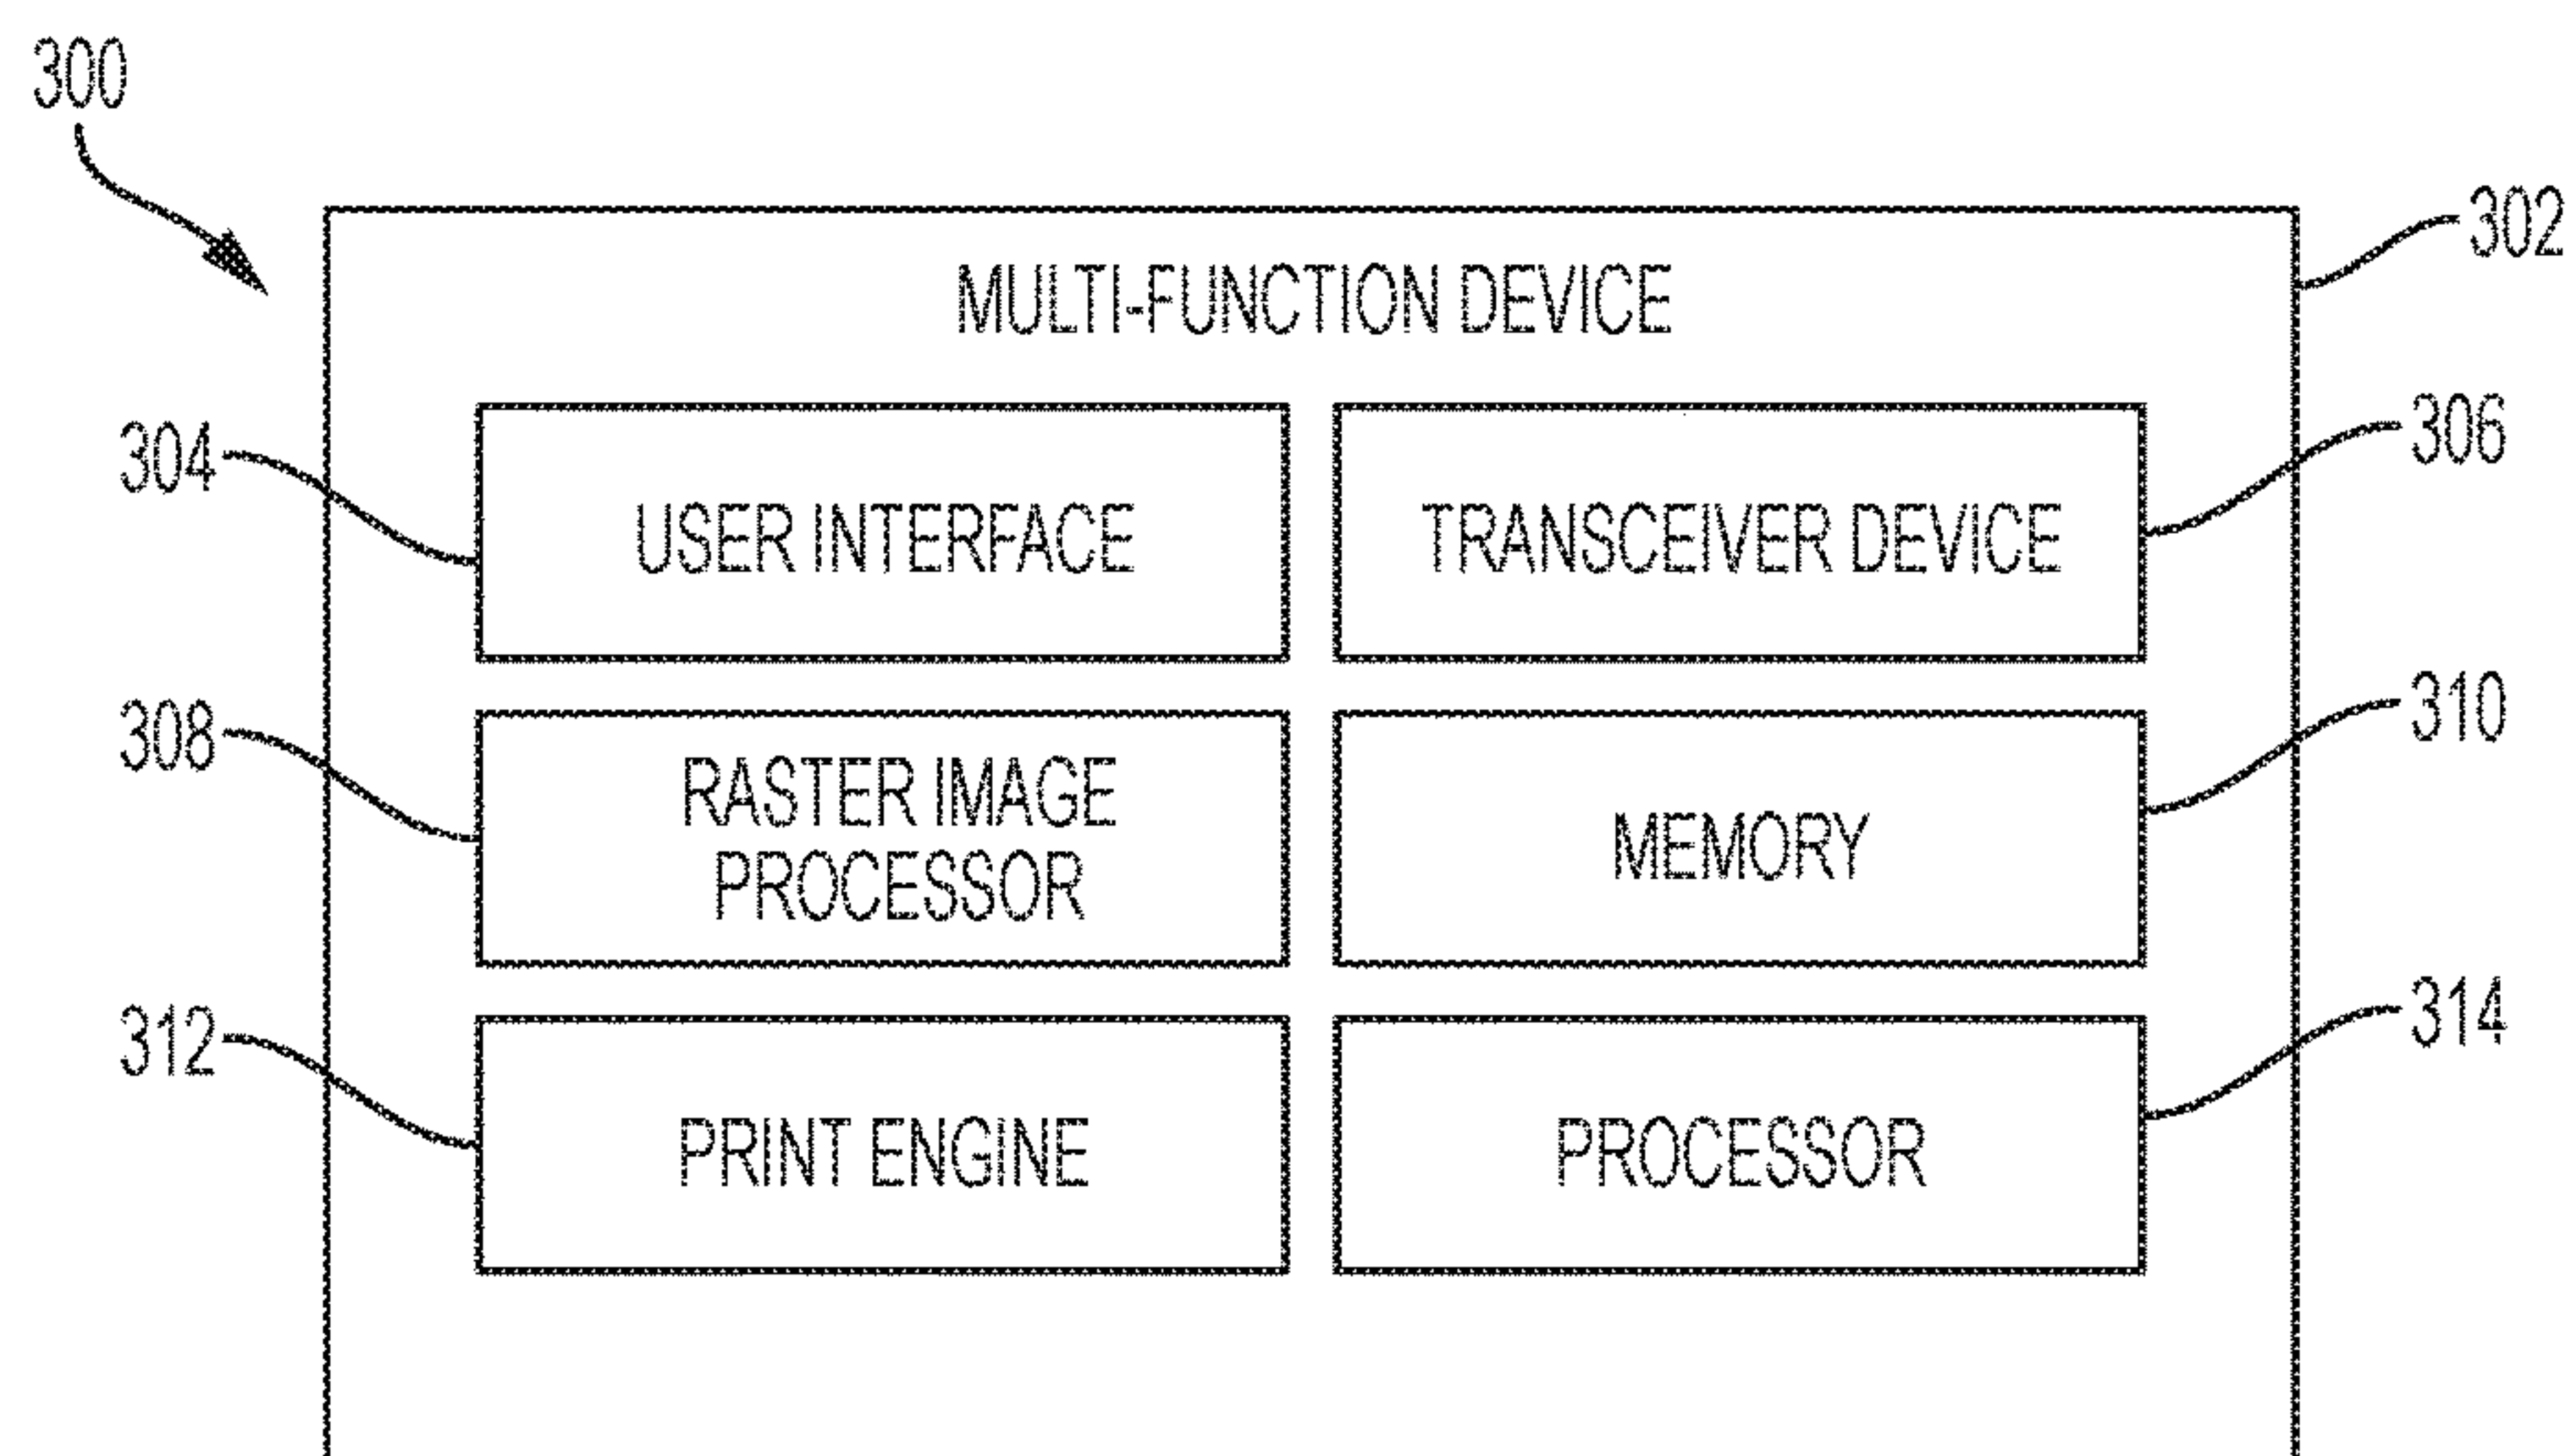 300
302
MULTI-FUNCTION DEVICE
304
306
USER INTERFACE
TRANSCEIVER DEVICE
308
310
RASTER IMAGE
PROCESSOR
MEMORY
312
314
PRINT ENGINE
PROCESSOR